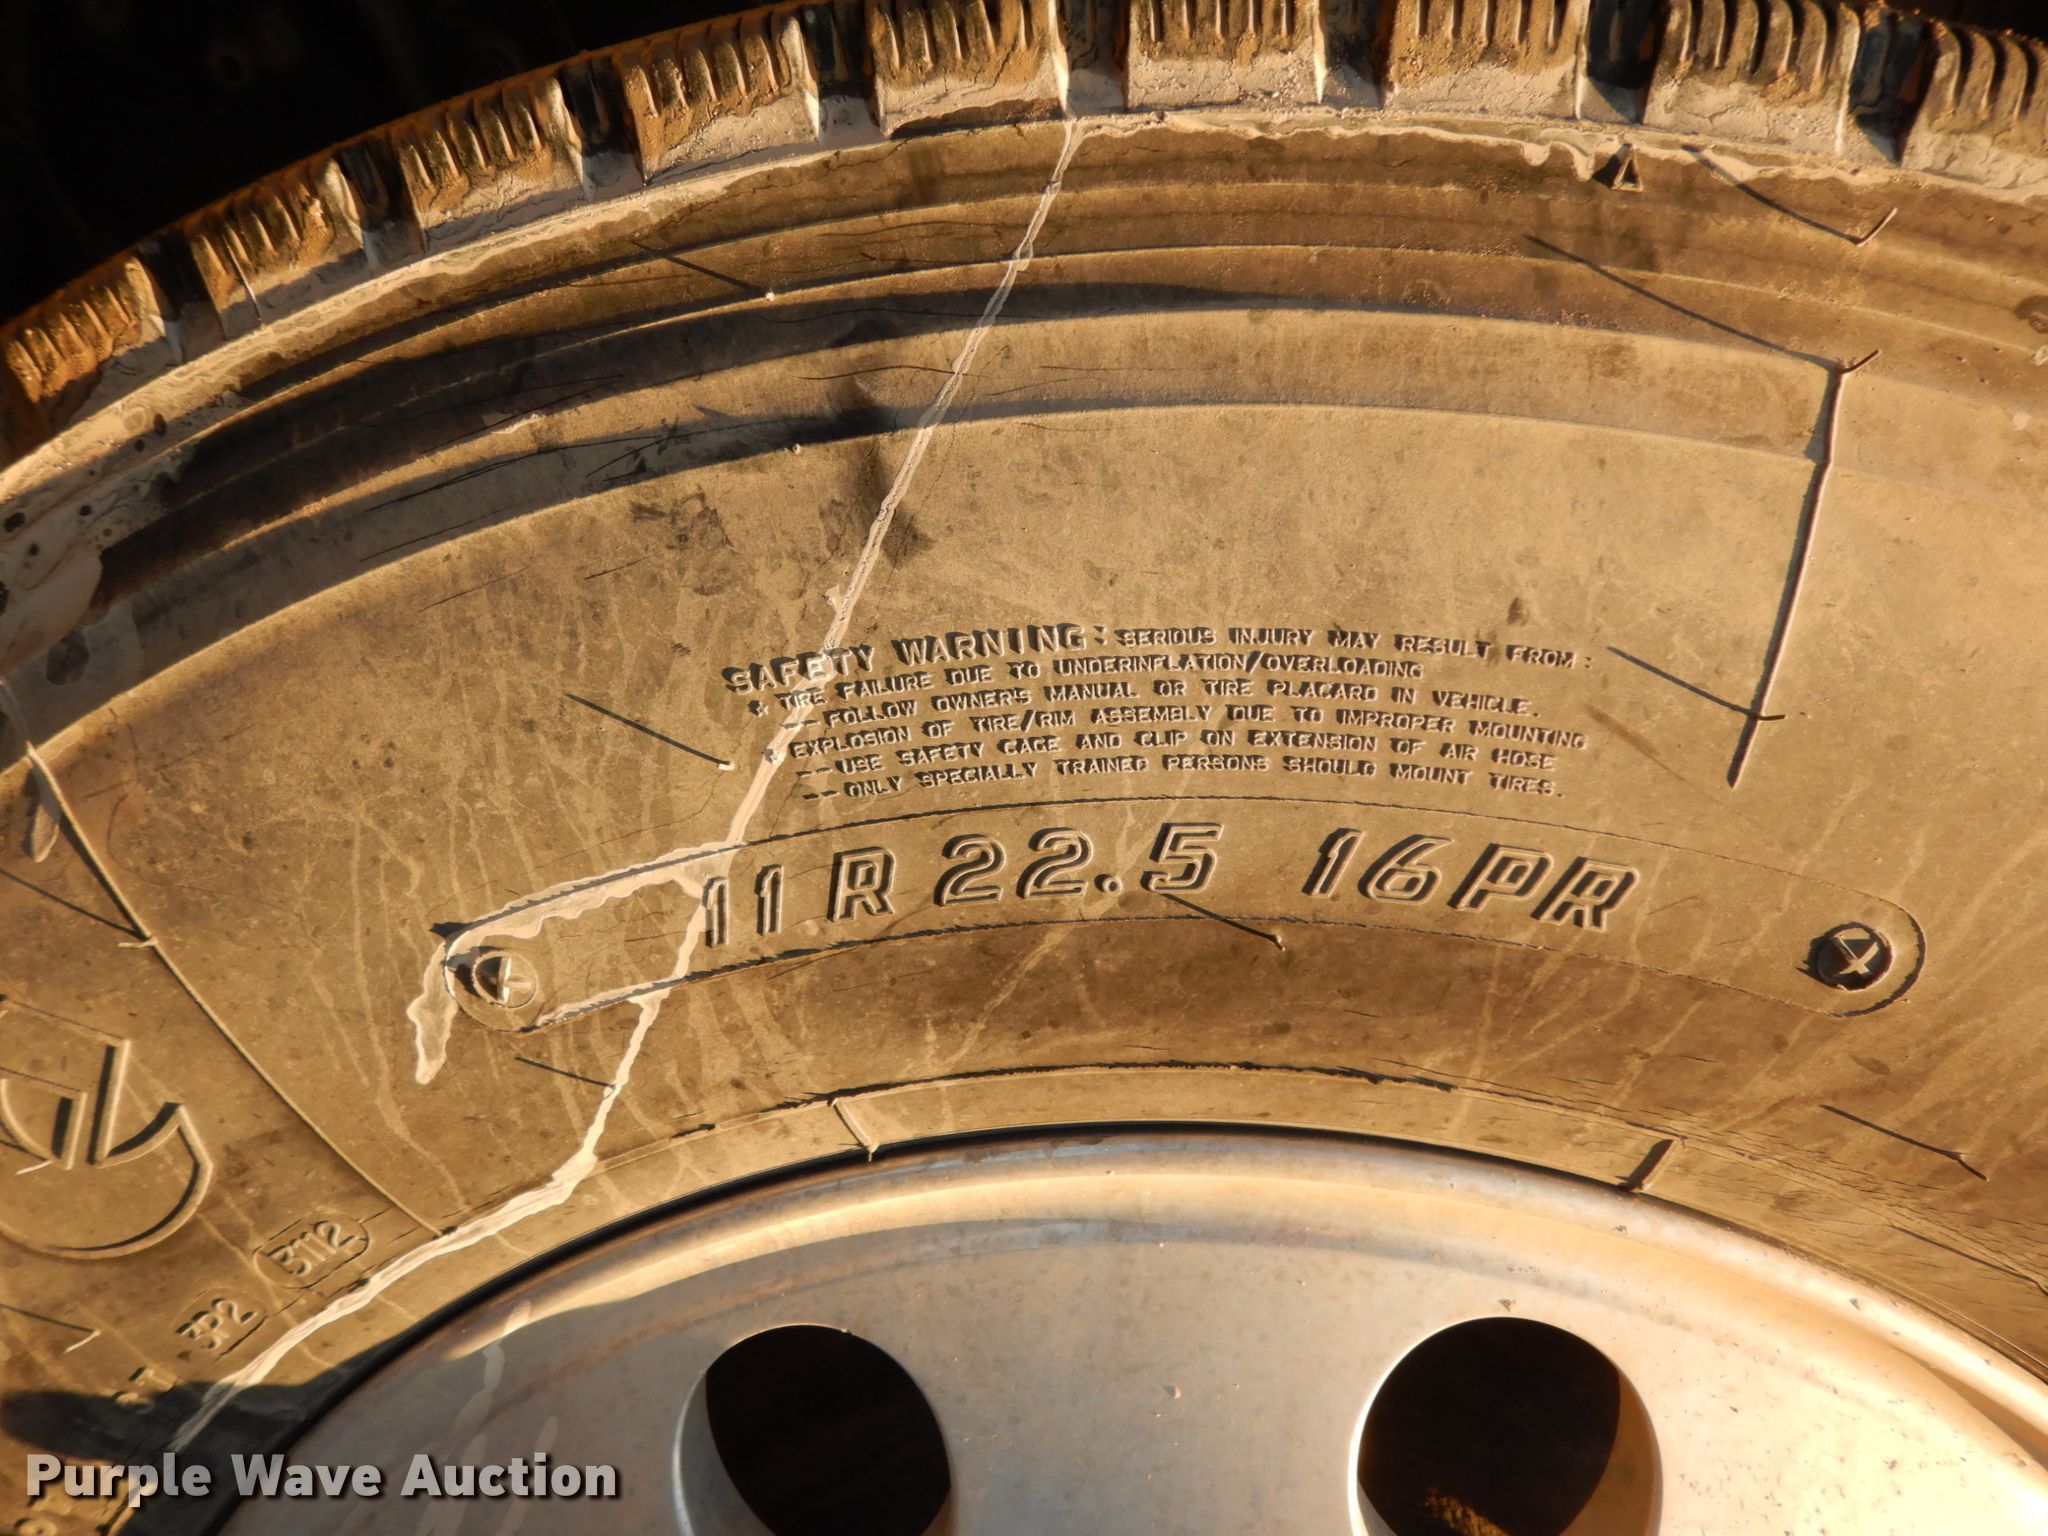 SAFETY WARNING: SERIOUS INJURY MAY RESULT FROM:
* TIRE FAILURE DUE TO UNDERINFLATION/OVERLOADING
-- FOLLOW OWNER'S MANUAL OR TIRE PLACARD IN VEHICLE.
EXPLOSION OF TIRE/RIM ASSEMBLY DUE TO IMPROPER MOUNTING
-- USE SAFETY CAGE AND CLIP ON EXTENSION OF AIR HOSE
-- ONLY SPECIALLY TRAINED PERSONS SHOULD MOUNT TIRES.
11R22.5 16PR
3P2 3112
Purple Wave Auction